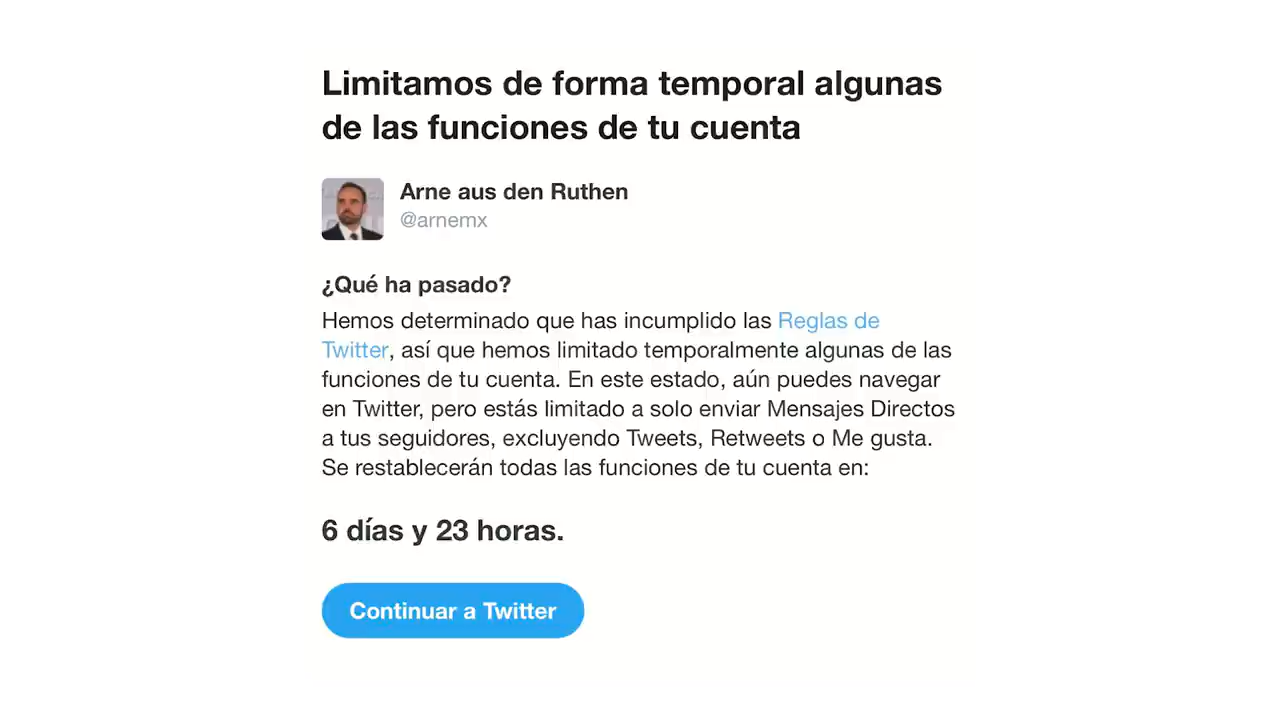 Limitamos de forma temporal algunas
de las funciones de tu cuenta
Arne aus den Ruthen
@arnemx
¿Qué ha pasado?
Hemos determinado que has incumplido las Reglas de
Twitter, así que hemos limitado temporalmente algunas de las
funciones de tu cuenta. En este estado, aún puedes navegar
en Twitter, pero estás limitado a solo enviar Mensajes Directos
a tus seguidores, excluyendo Tweets, Retweets o Me gusta.
Se restablecerán todas las funciones de tu cuenta en:
6 días y 23 horas.
Continuar a Twitter